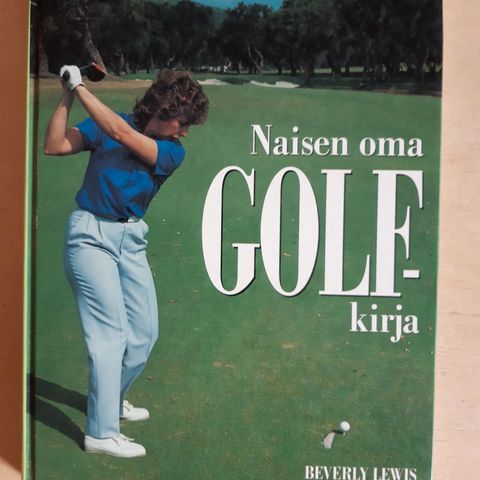 Naisen oma
GOLF-
kirja
BEVERLY LEWIS